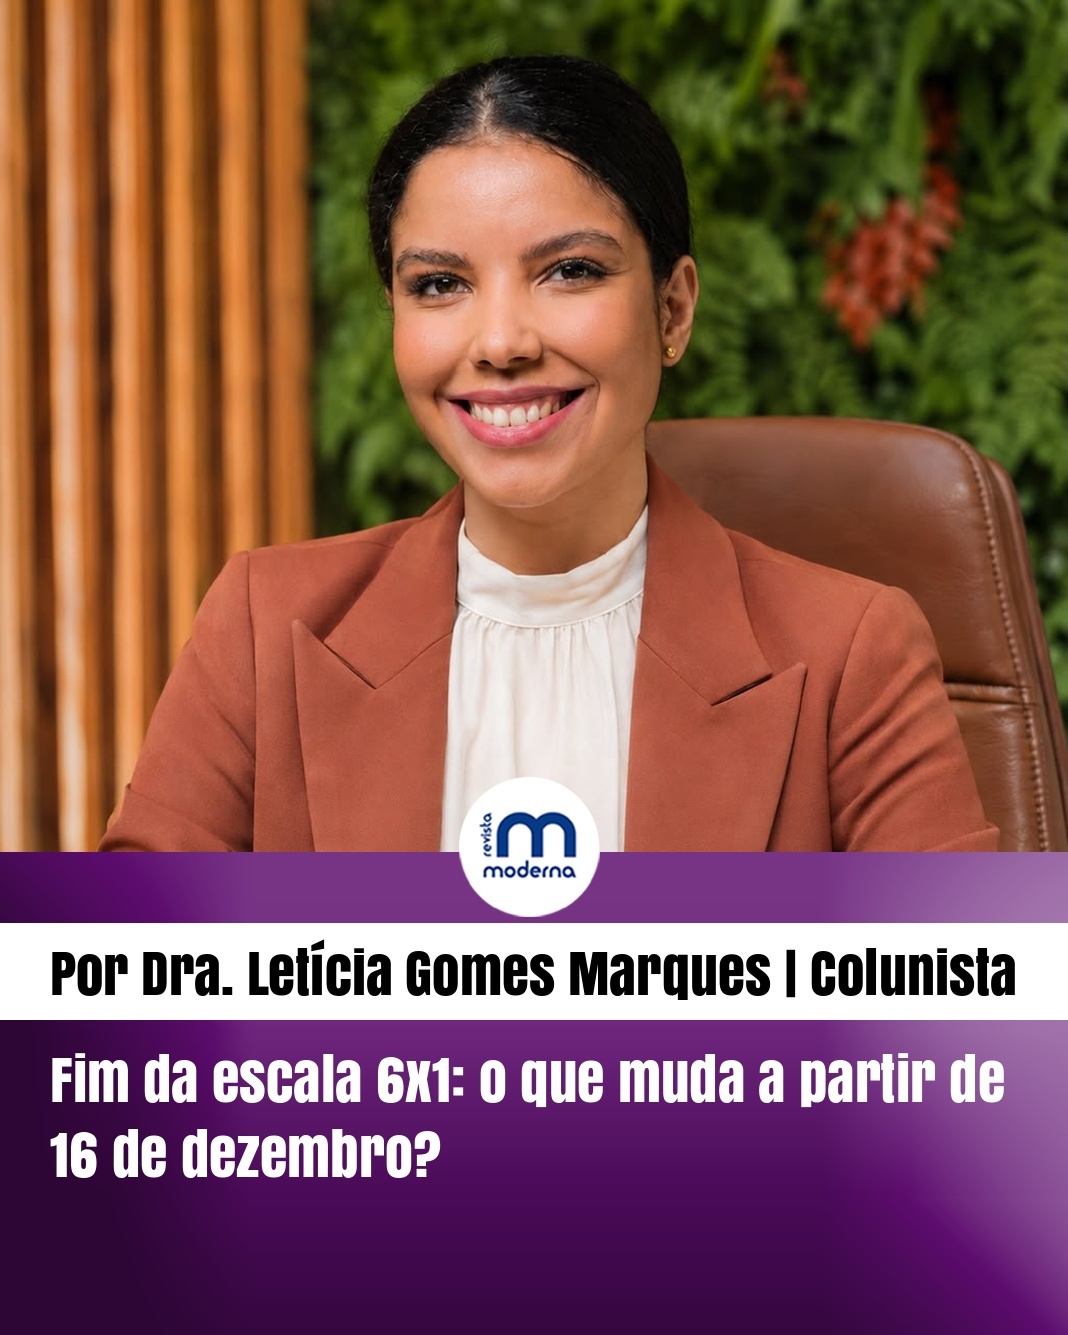 revista
moderna
Por Dra. Letícia Gomes Marques | Colunista
Fim da escala 6x1: o que muda a partir de
16 de dezembro?